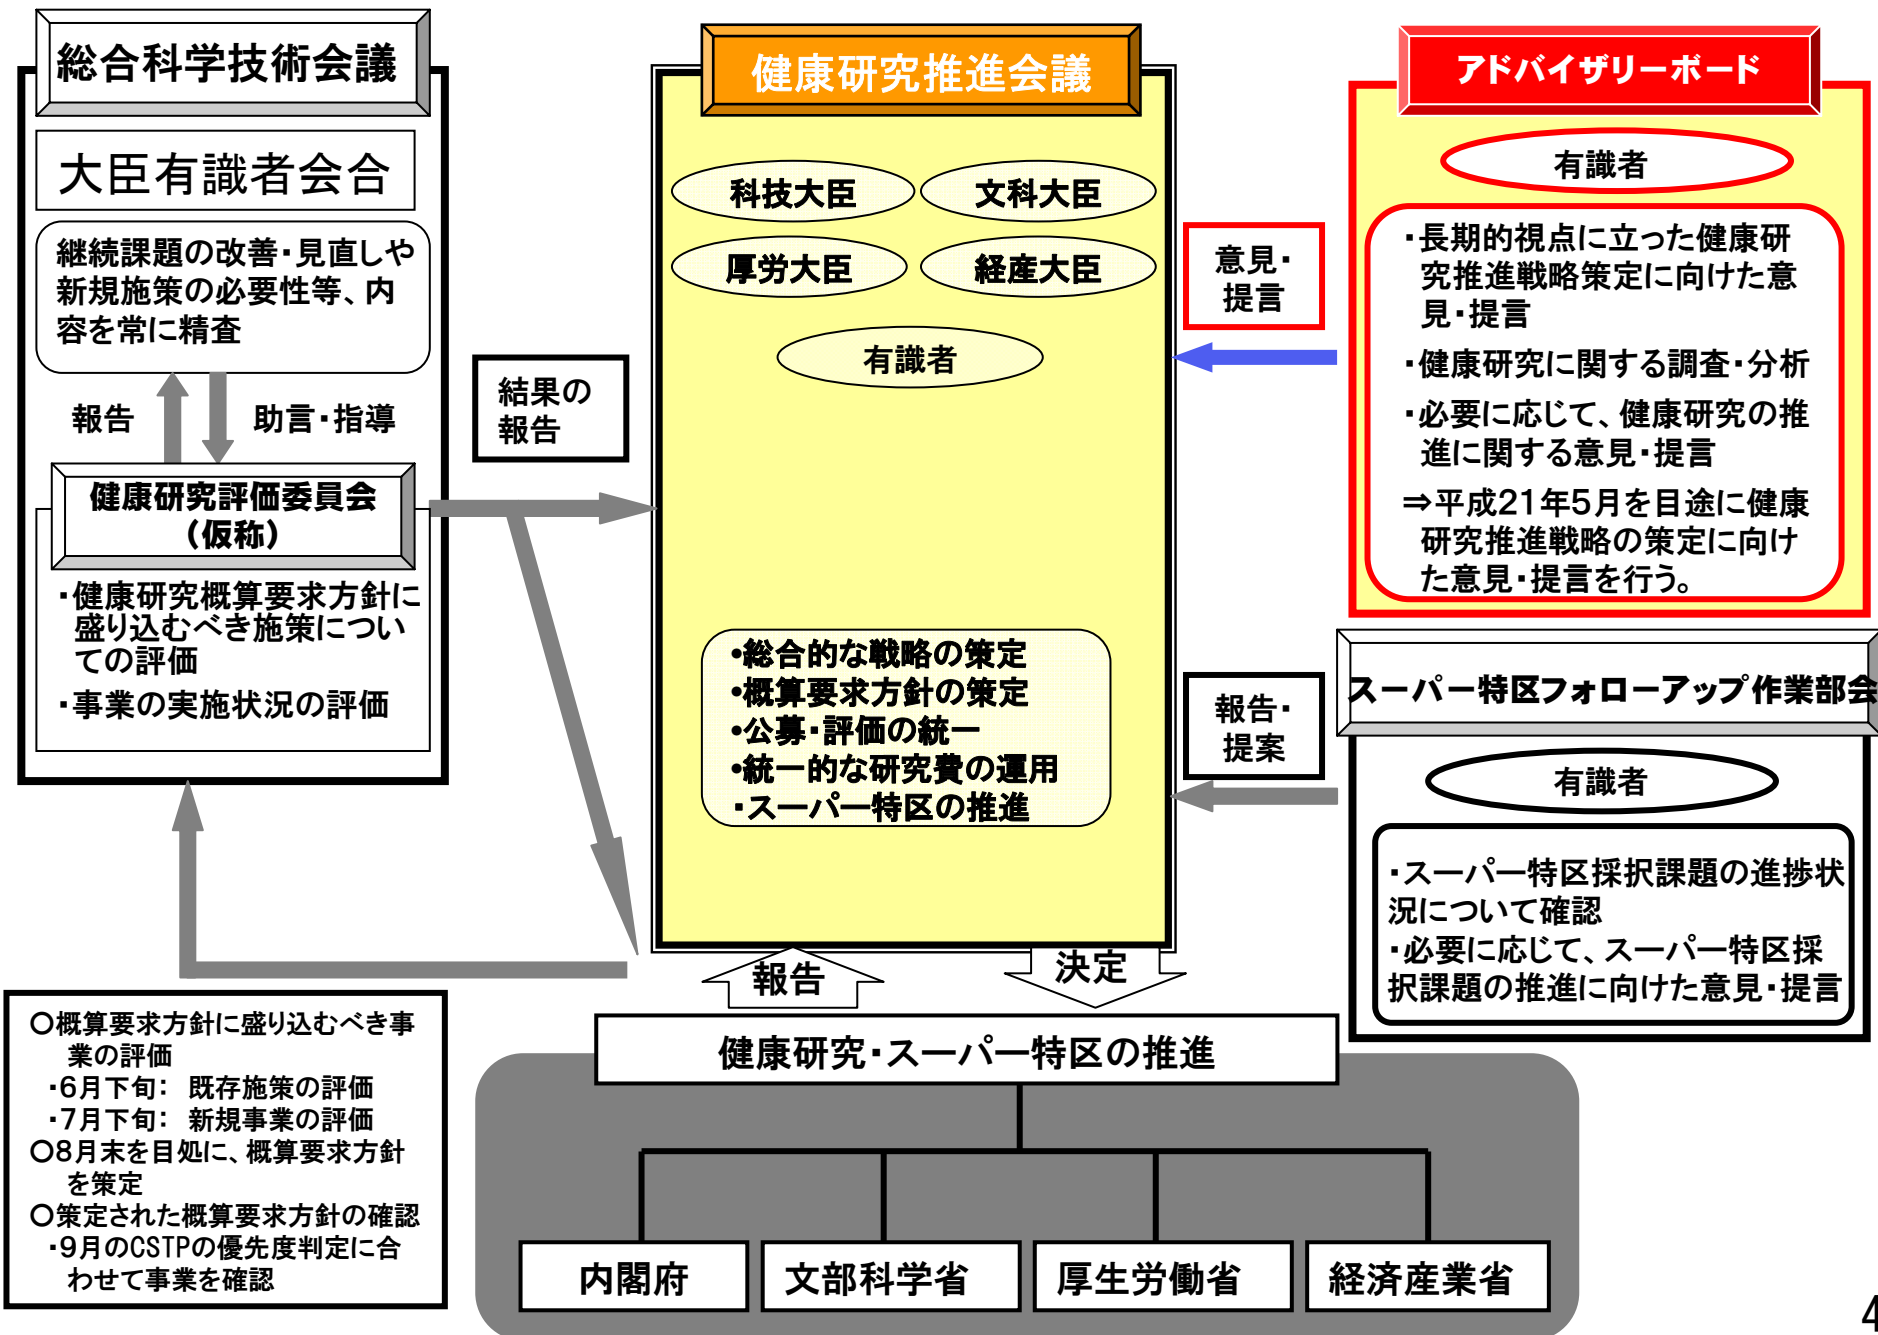 総合科学技術会議
大臣有識者会合
継続課題の改善・見直しや
新規施策の必要性等、内
容を常に精査
報告
助言・指導
健康研究評価委員会
(仮称)
・健康研究概算要求方針に
盛り込むべき施策につい
ての評価
・事業の実施状況の評価
結果の
報告
健康研究推進会議
科技大臣
文科大臣
厚労大臣
経産大臣
有識者
•総合的な戦略の策定
•概算要求方針の策定
•公募・評価の統一
•統一的な研究費の運用
・スーパー特区の推進
意見・
提言
報告・
提案
アドバイザリーボード
有識者
・長期的視点に立った健康研
究推進戦略策定に向けた意
見・提言
・健康研究に関する調査・分析
・必要に応じて、健康研究の推
進に関する意見・提言
⇒平成21年5月を目途に健康
研究推進戦略の策定に向け
た意見・提言を行う。
スーパー特区フォローアップ作業部会
有識者
・スーパー特区採択課題の進捗状
況について確認
・必要に応じて、スーパー特区採
択課題の推進に向けた意見・提言
報告
決定
健康研究・スーパー特区の推進
内閣府
文部科学省
厚生労働省
経済産業省
○概算要求方針に盛り込むべき事
業の評価
・6月下旬： 既存施策の評価
・7月下旬： 新規事業の評価
○8月末を目処に、概算要求方針
を策定
○策定された概算要求方針の確認
・9月のCSTPの優先度判定に合
わせて事業を確認
4